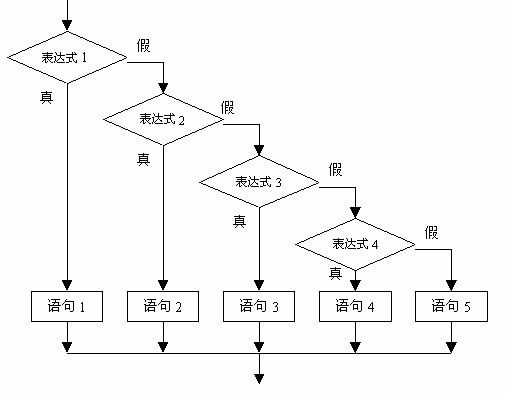 假
表达式 1
真
假
表达式 2
真
假
表达式 3
真
假
表达式 4
真
语句 1
语句 2
语句 3
语句 4
语句 5